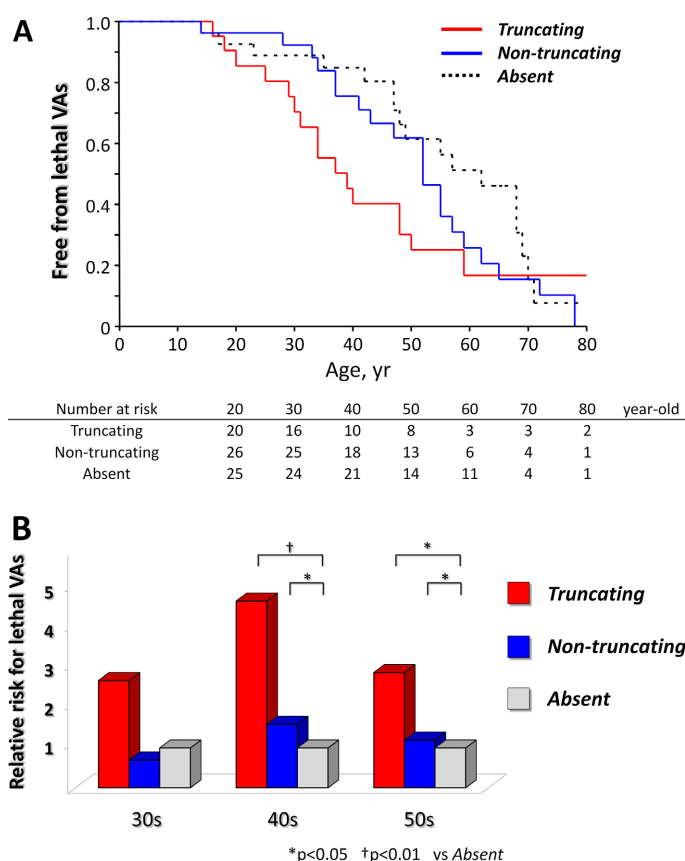 A
Free from lethal VAs
1.0
0.8
0.6
0.4
0.2
0
0 10 20 30 40 50 60 70 80
Age, yr
Truncating
Non-truncating
Absent
Number at risk 20 30 40 50 60 70 80 year-old
Truncating 20 16 10 8 3 3 2
Non-truncating 26 25 18 13 6 4 1
Absent 25 24 21 14 11 4 1
B
Relative risk for lethal VAs
5
4
3
2
1
† *
* *
30s 40s 50s
Truncating
Non-truncating
Absent
*p<0.05 †p<0.01 vs Absent